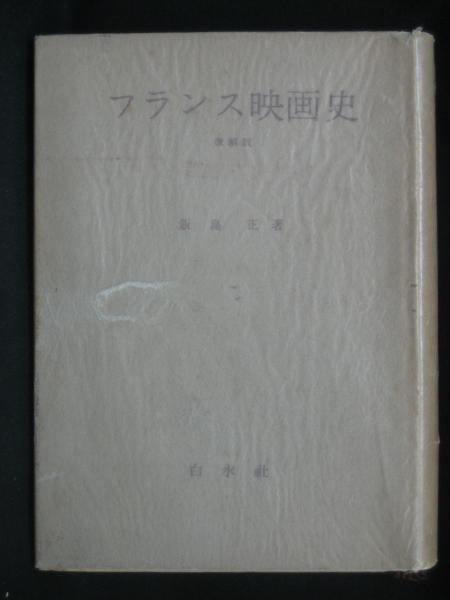 フランス映画史
飯島 正 著
白水社